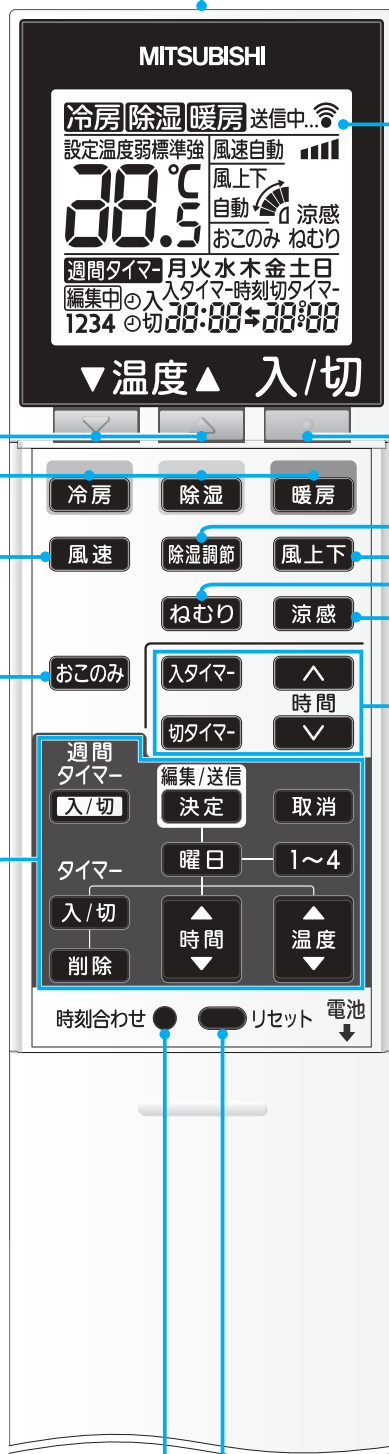 MITSUBISHI
冷房 除湿 暖房 送信中...
設定温度弱標準強 風速自動
38.5℃
風上下
自動 涼感
おこのみ ねむり
週間タイマー 月火水木金土日
編集中 入 入タイマー時刻切タイマー
1234 切 38:88⇆38:88
▼温度▲ 入/切
冷房 除湿 暖房
風速 除湿調節 風上下
ねむり 涼感
おこのみ 入タイマー ∧
時間
切タイマー ∨
週間
タイマー
入/切
編集/送信
決定 取消
曜日 1～4
タイマー
入/切
削除
▲
時間
▼
▲
温度
▼
時刻合わせ リセット 電池